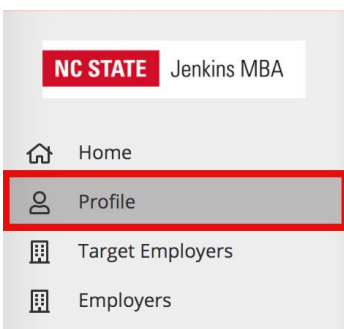 NC STATE Jenkins MBA
Home
Profile
Target Employers
Employers